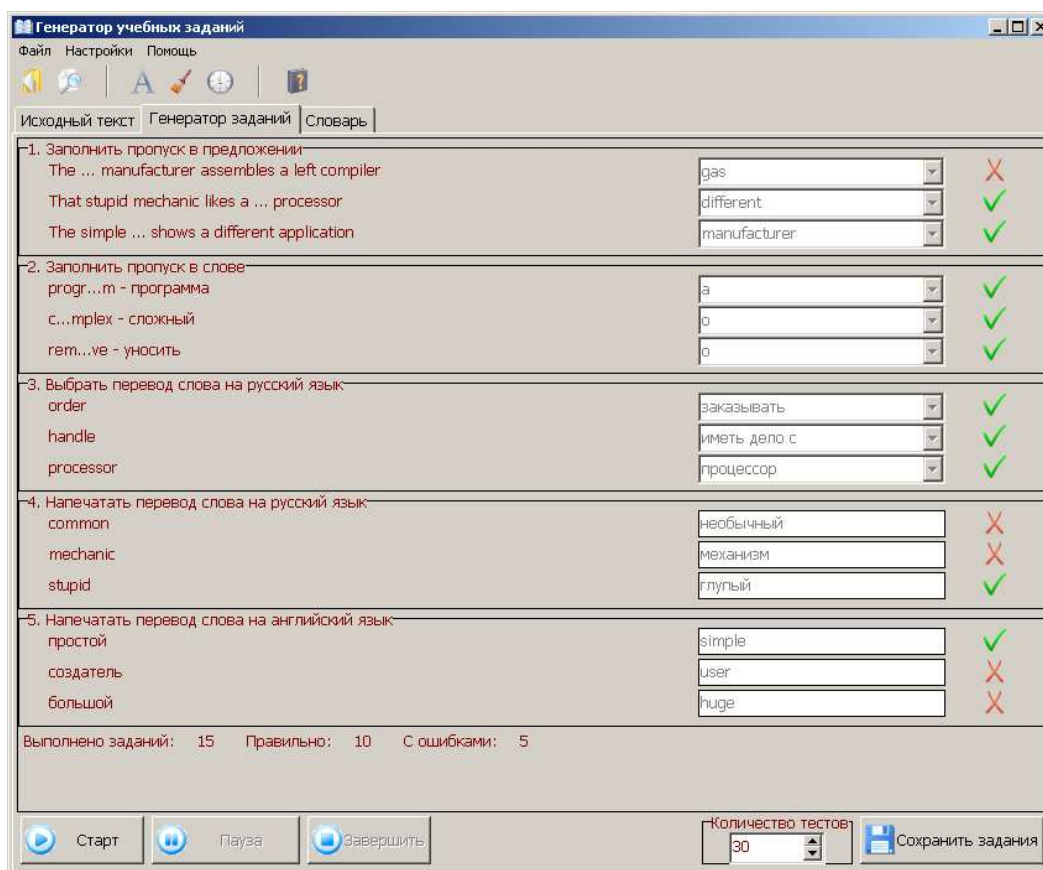 Генератор учебных заданий
Файл Настройки Помощь
Исходный текст Генератор заданий Словарь
1. Заполнить пропуск в предложении
The ... manufacturer assembles a left compiler gas
That stupid mechanic likes a ... processor different
The simple ... shows a different application manufacturer
2. Заполнить пропуск в слове
progr...m - программа a
c...mplex - сложный o
rem...ve - уносить o
3. Выбрать перевод слова на русский язык
order заказывать
handle иметь дело с
processor процессор
4. Напечатать перевод слова на русский язык
common необычный
mechanic механизм
stupid глупый
5. Напечатать перевод слова на английский язык
простой simple
создатель user
большой huge
Выполнено заданий: 15 Правильно: 10 С ошибками: 5
Количество тестов
Старт Пауза Завершить 30 Сохранить задания